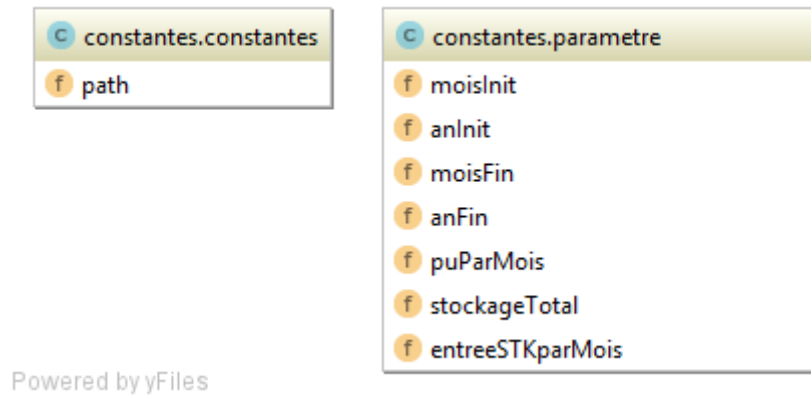 C constantes.constantes
f path
C constantes.parametre
f moisInit
f anInit
f moisFin
f anFin
f puParMois
f stockageTotal
f entreeSTKparMois
Powered by yFiles